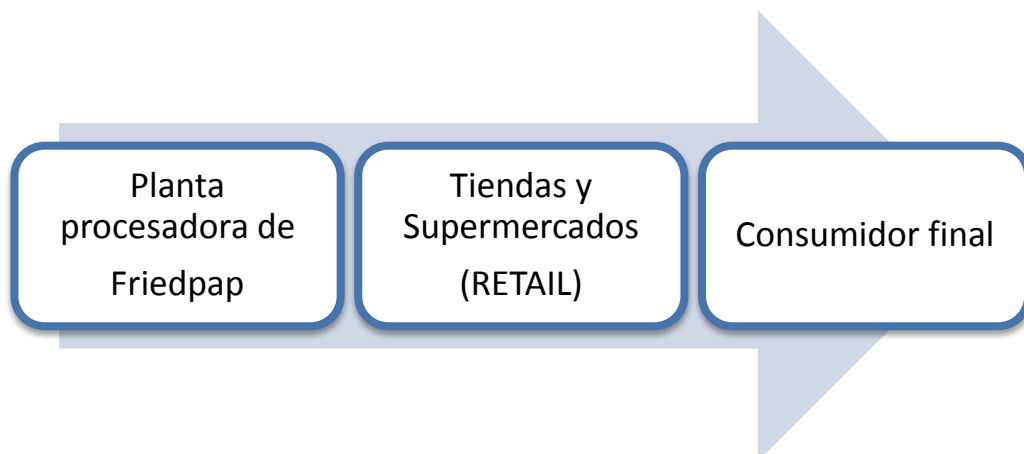 Planta
procesadora de
Friedpap
Tiendas y
Supermercados
(RETAIL)
Consumidor final